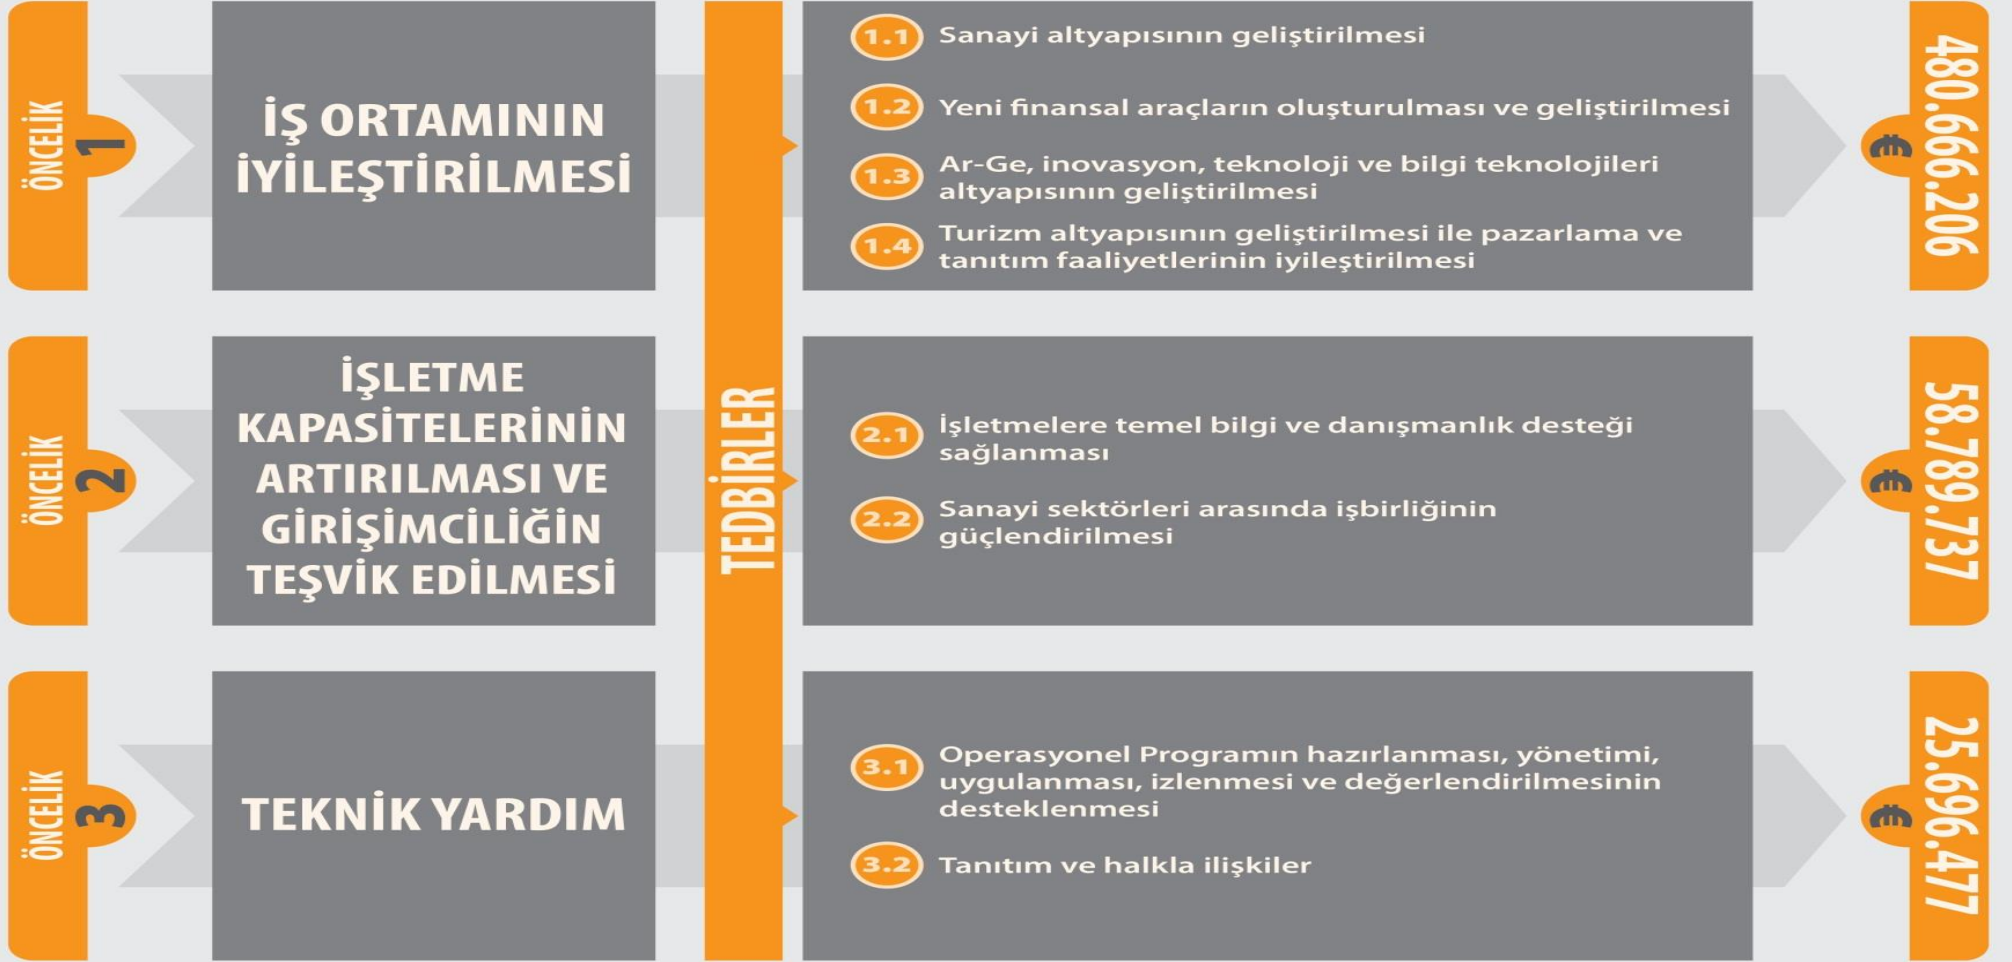 ÖNCELİK
1
İŞ ORTAMININ
İYİLEŞTİRİLMESİ
TEDBİRLER
1.1 Sanayi altyapısının geliştirilmesi
1.2 Yeni finansal araçların oluşturulması ve geliştirilmesi
1.3 Ar-Ge, inovasyon, teknoloji ve bilgi teknolojileri
altyapısının geliştirilmesi
1.4 Turizm altyapısının geliştirilmesi ile pazarlama ve
tanıtım faaliyetlerinin iyileştirilmesi
€
480.666.206
ÖNCELİK
2
İŞLETME
KAPASİTELERİNİN
ARTIRILMASI VE
GİRİŞİMCİLİĞİN
TEŞVİK EDİLMESİ
2.1 İşletmelere temel bilgi ve danışmanlık desteği
sağlanması
2.2 Sanayi sektörleri arasında işbirliğinin
güçlendirilmesi
€
58.789.737
ÖNCELİK
3
TEKNİK YARDIM
3.1 Operasyonel Programın hazırlanması, yönetimi,
uygulanması, izlenmesi ve değerlendirilmesinin
desteklenmesi
3.2 Tanıtım ve halkla ilişkiler
€
25.696.477